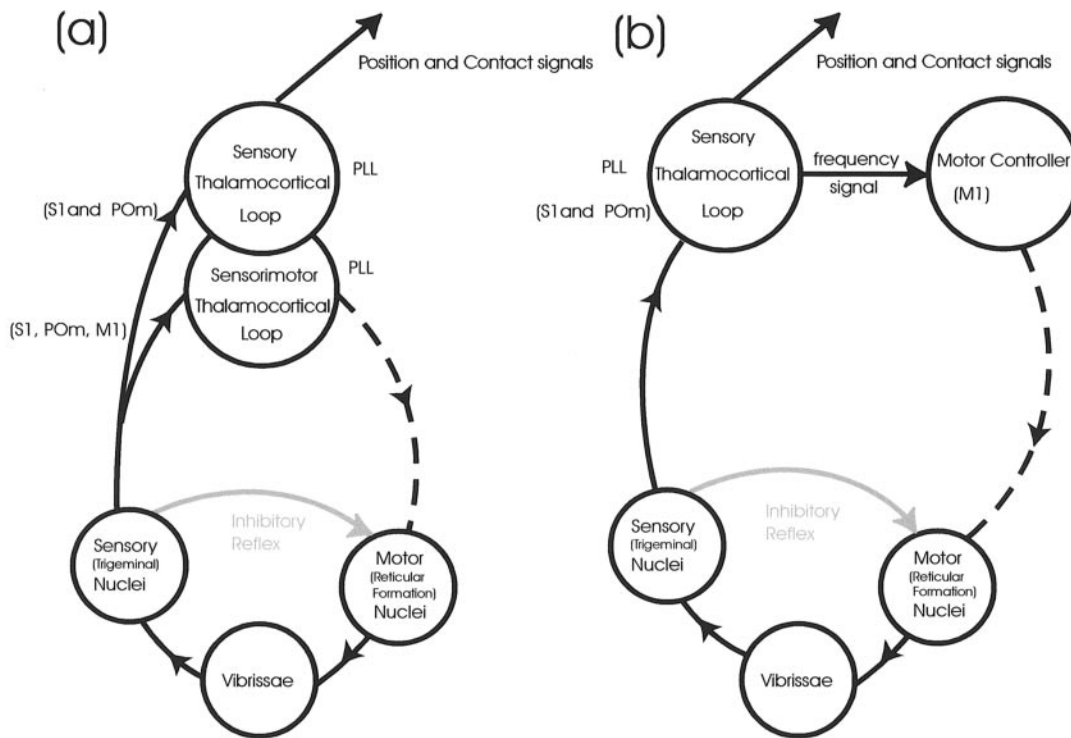 (a)
Position and Contact signals
Sensory
Thalamocortical
Loop
PLL
(S1and POm)
Sensorimotor
Thalamocortical
Loop
PLL
(S1, POm, M1)
Inhibitory
Reflex
Sensory
(Trigeminal)
Nuclei
Motor
(Reticular
Formation)
Nuclei
Vibrissae
(b)
Position and Contact signals
Sensory
Thalamocortical
Loop
PLL
(S1and POm)
frequency
signal
Motor Controller
(M1)
Inhibitory
Reflex
Sensory
(Trigeminal)
Nuclei
Motor
(Reticular
Formation)
Nuclei
Vibrissae